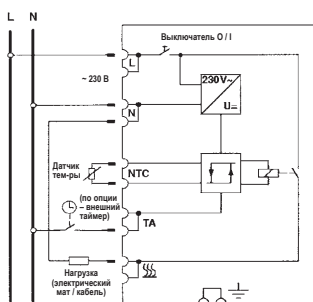 L N
Выключатель O / I
L
~ 230 В
230V~
U=
N
Датчик
тем-ры
NTC
(по опции
– внешний
таймер)
TA
Нагрузка
(электрический
мат / кабель)